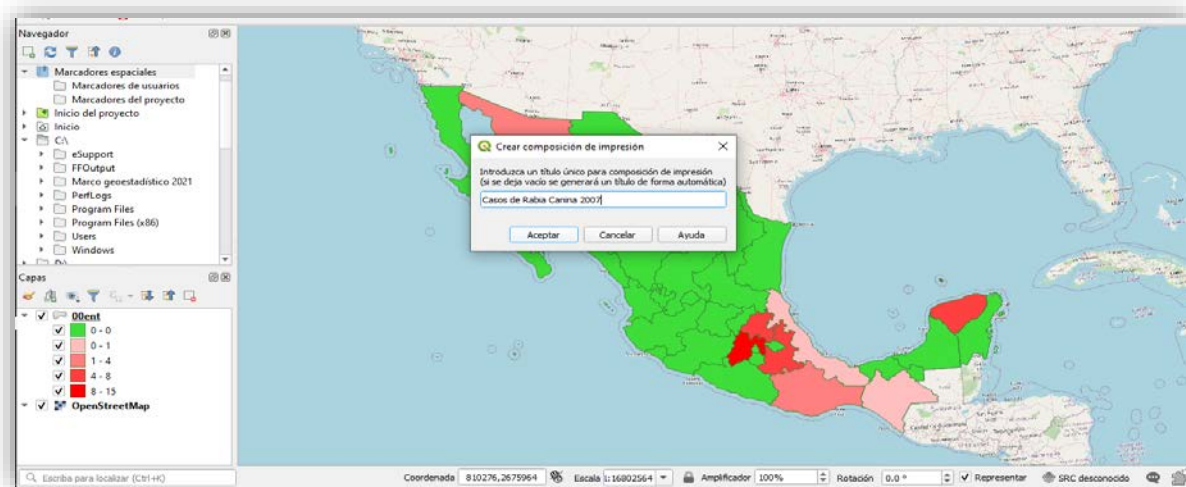 Navegador
Marcadores espaciales
Marcadores de usuarios
Marcadores del proyecto
Inicio del proyecto
Inicio
C:\
eSupport
FFOutput
Marco geoestadístico 2021
PerfLogs
Program Files
Program Files (x86)
Users
Windows
Capas
00ent
0 - 0
0 - 1
1 - 4
4 - 8
8 - 15
OpenStreetMap
Crear composición de impresión
Introduzca un título único para composición de impresión
(si se deja vacío se generará un título de forma automática)
Casos de Rabia Canina 2007
Aceptar Cancelar Ayuda
Escriba para localizar (Ctrl+K)
Coordenada 810276,2675964 Escala 1:16802564 Amplificador 100% Rotación 0.0 ° Representar SRC desconocido